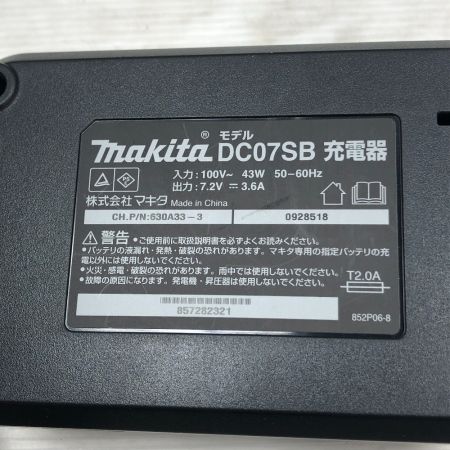 モデル
makita® DC07SB 充電器
入力:100V~ 43W 50-60Hz
出力:7.2V ⎓ 3.6A
PS
E
株式会社マキタ Made in China
CH.P/N:630A33-3 0928518
⚠警告 ●ご使用前に取扱説明書を必ずよくお読みください。
●バッテリの液漏れ・発熱・破裂の恐れがあります。マキタ専用の指定バッテリの充
電以外には使用しないでください。
●火災・感電・破裂の恐れがあります。雨中では使用しないでください。
●故障の原因になります。発電機・昇圧器は使用しないでください。
T2.0A
857282321
852P06-8